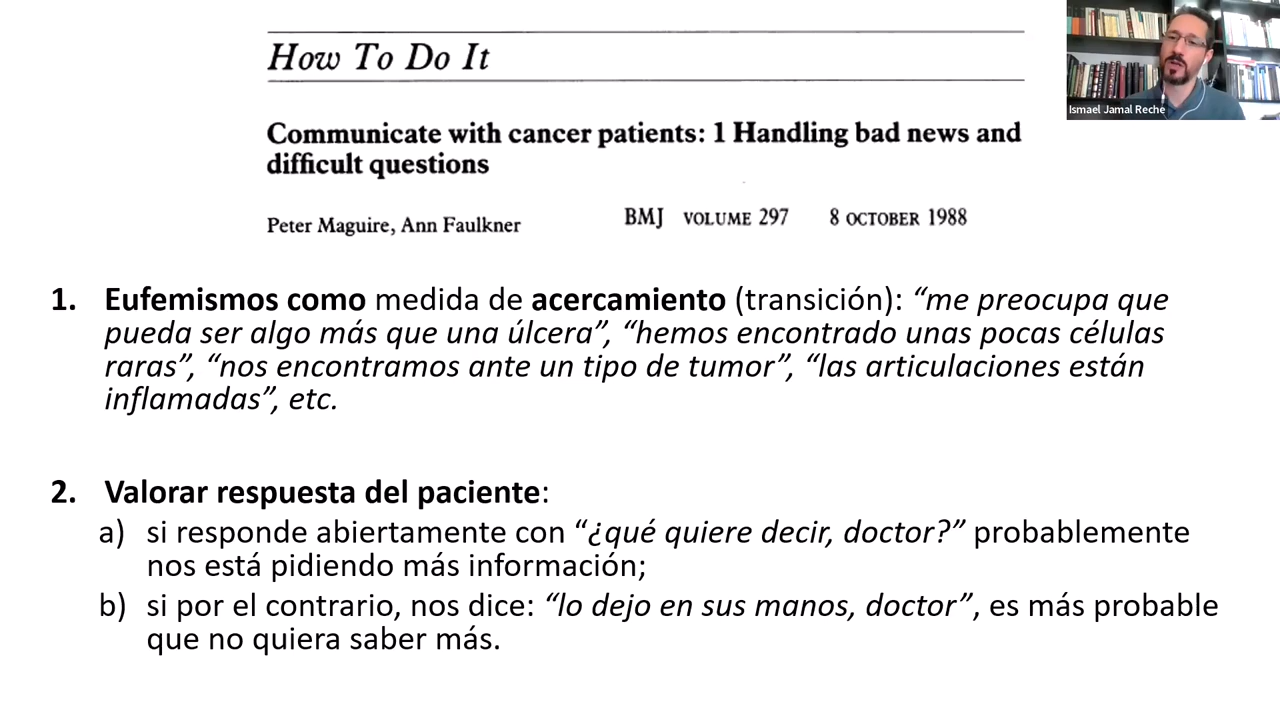 How To Do It
Ismael Jamal Reche
Communicate with cancer patients: 1 Handling bad news and
difficult questions
Peter Maguire, Ann Faulkner BMJ VOLUME 297 8 OCTOBER 1988
1. Eufemismos como medida de acercamiento (transición): “me preocupa que
pueda ser algo más que una úlcera”, “hemos encontrado unas pocas células
raras”, “nos encontramos ante un tipo de tumor”, “las articulaciones están
inflamadas”, etc.
2. Valorar respuesta del paciente:
a) si responde abiertamente con “¿qué quiere decir, doctor?” probablemente
nos está pidiendo más información;
b) si por el contrario, nos dice: “lo dejo en sus manos, doctor”, es más probable
que no quiera saber más.